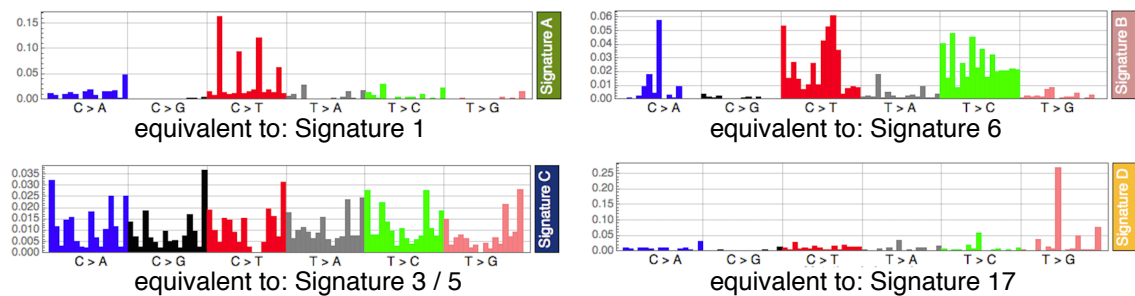 0.15
0.10
0.05
0.00
C > A C > G C > T T > A T > C T > G
Signature A
equivalent to: Signature 1
0.06
0.05
0.04
0.03
0.02
0.01
0.00
C > A C > G C > T T > A T > C T > G
Signature B
equivalent to: Signature 6
0.035
0.030
0.025
0.020
0.015
0.010
0.005
0.000
C > A C > G C > T T > A T > C T > G
Signature C
equivalent to: Signature 3 / 5
0.25
0.20
0.15
0.10
0.05
0.00
C > A C > G C > T T > A T > C T > G
Signature D
equivalent to: Signature 17